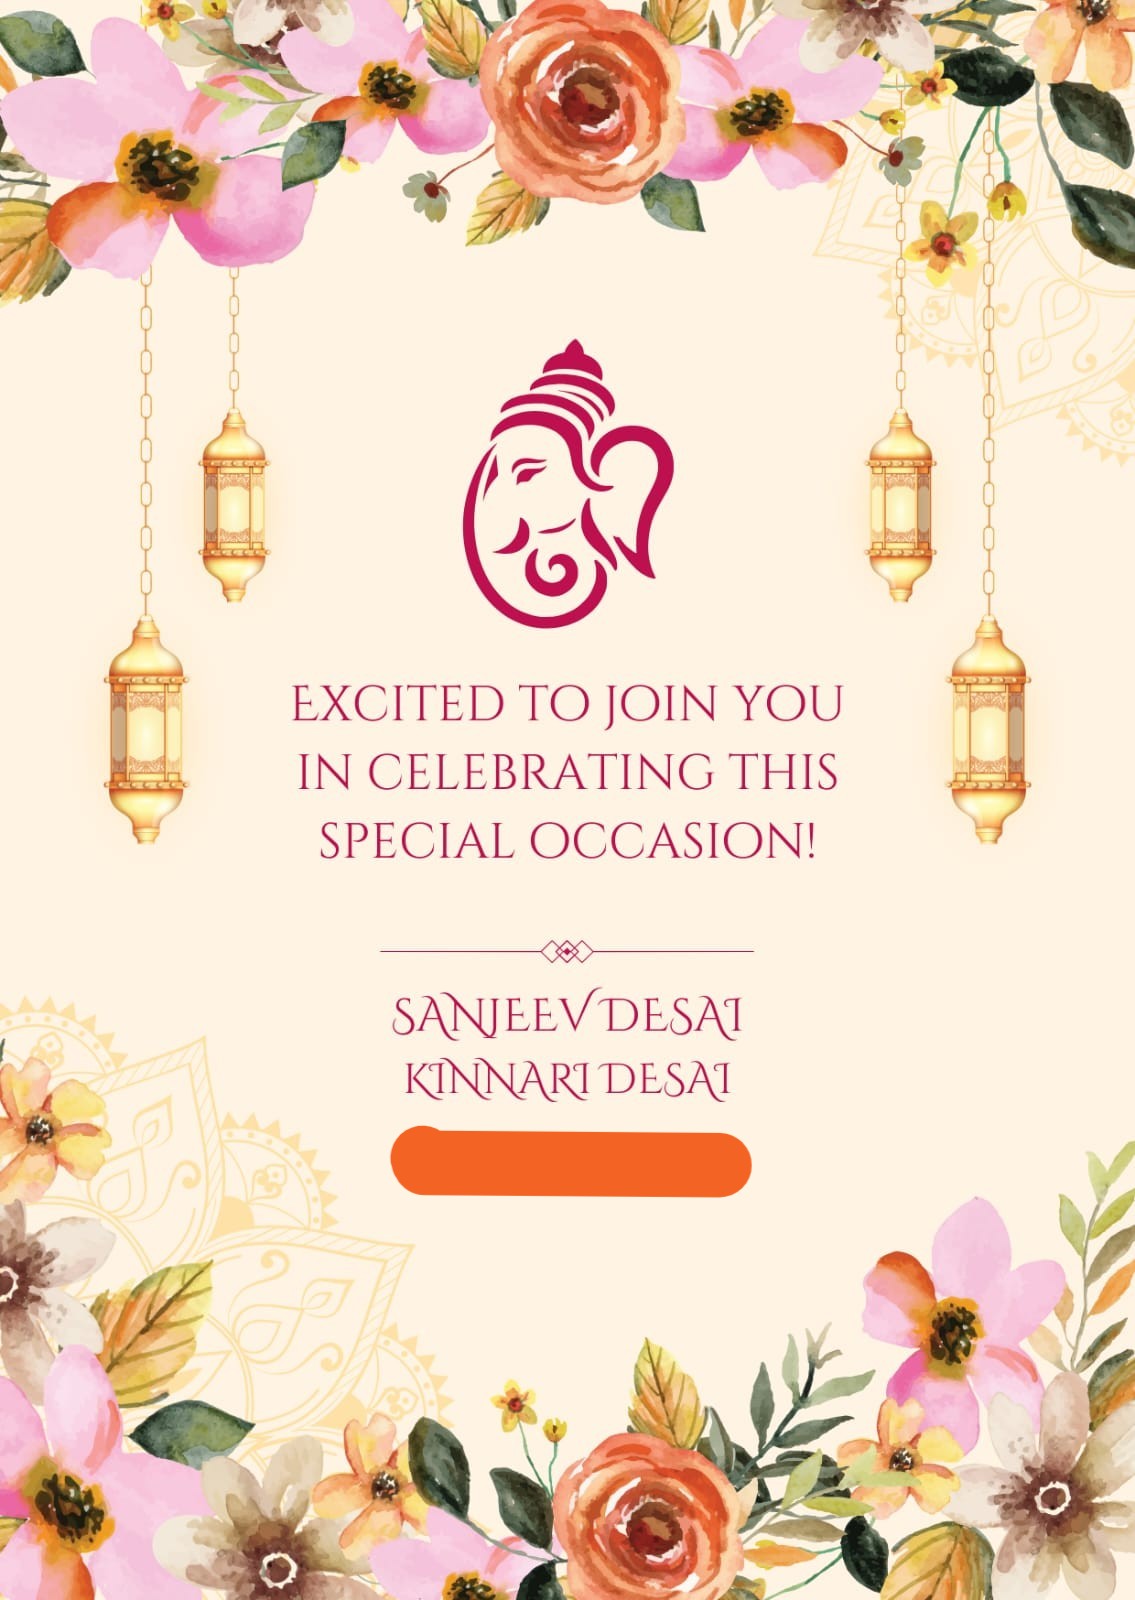 EXCITED TO JOIN YOU
IN CELEBRATING THIS
SPECIAL OCCASION!
SANJEEV DESAI
KINNARI DESAI